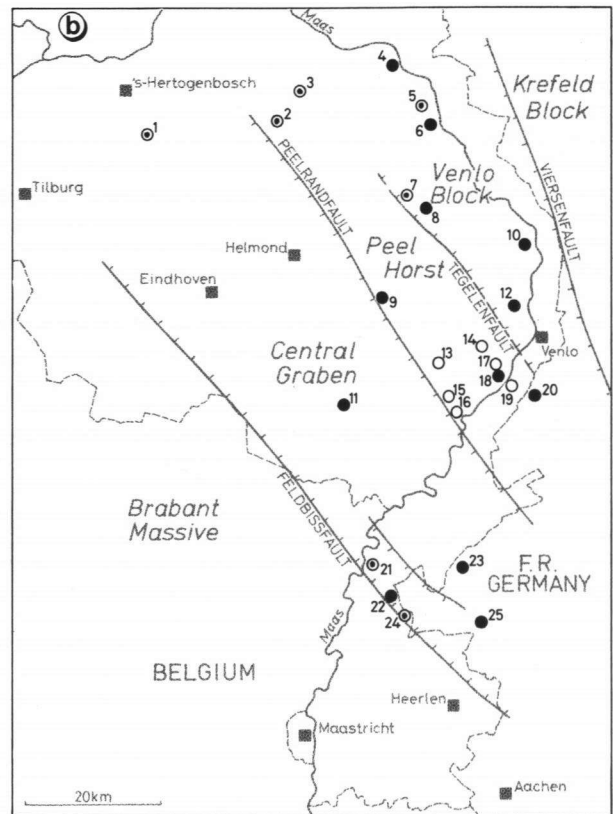 b
Maas
4
's-Hertogenbosch
3
5
Krefeld
Block
1
2
6
PEELRANDFAULT
VIERSENFAULT
Tilburg
7
Venlo
Block
8
Helmond
Peel
Horst
10
TEGELENFAULT
Eindhoven
9
12
Central
Graben
14
Venlo
13
17
18
11
15
16
19
20
Brabant
Massive
FELDBISSFAULT
21
23
F.R.
GERMANY
22
24
25
Maas
BELGIUM
Heerlen
Maastricht
20km
Aachen